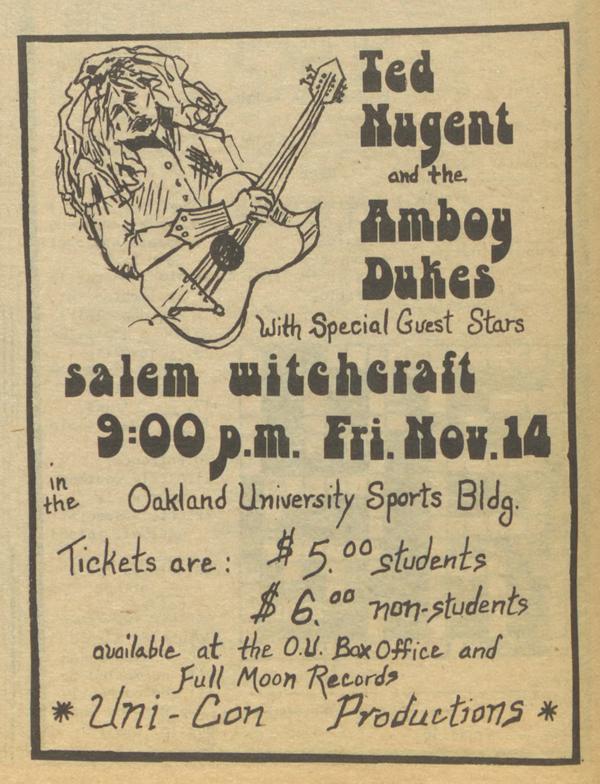 Ted
Nugent
and the
Amboy
Dukes
With Special Guest Stars
salem witchcraft
9:00 p.m. Fri. Nov. 14
in
the Oakland University Sports Bldg.
Tickets are: $5.00 students
$6.00 non-students
available at the O.U. Box Office and
Full Moon Records
* Uni-Con Productions *